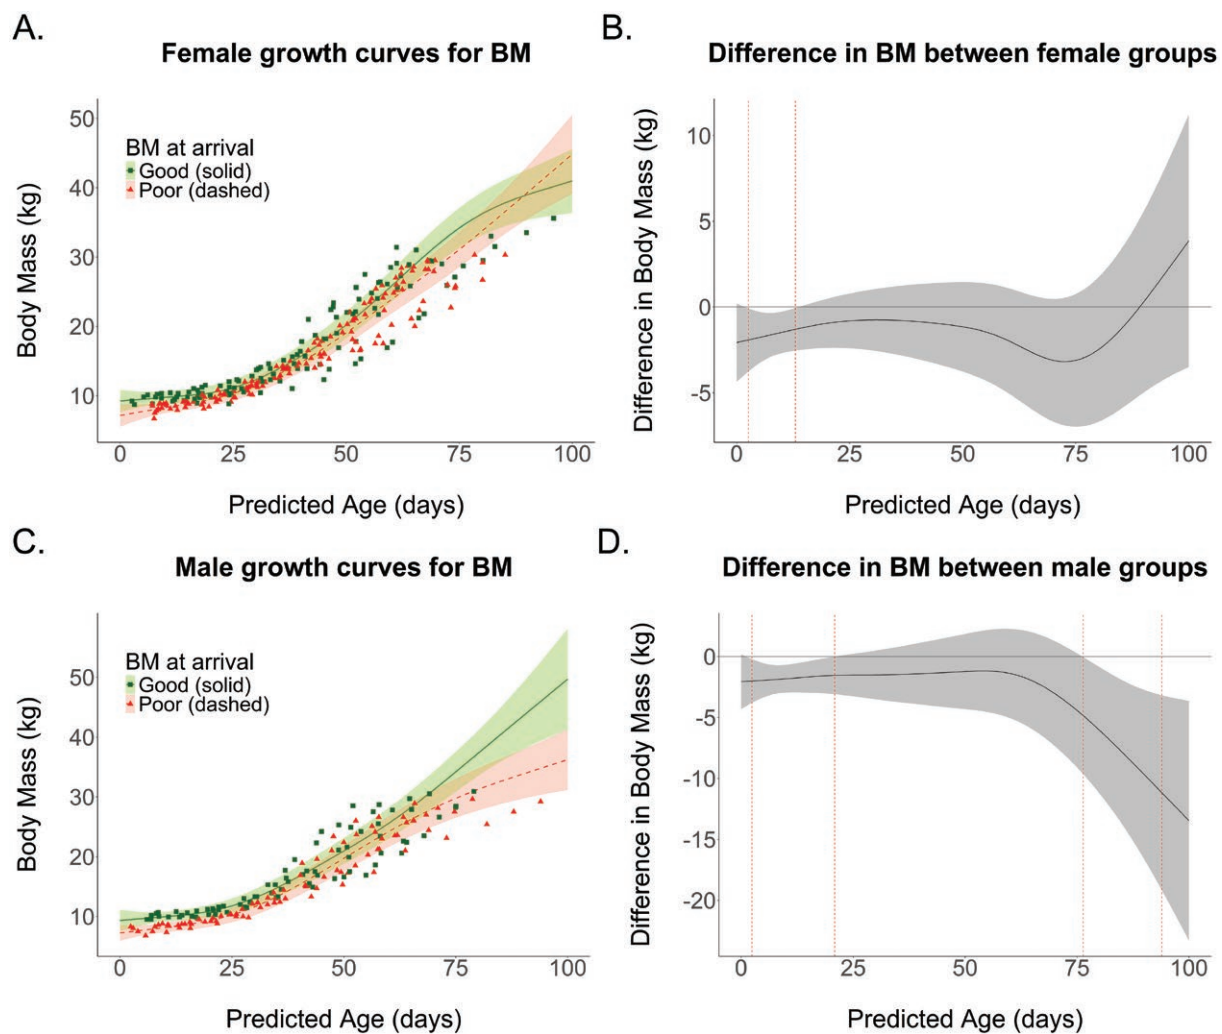 A.
Female growth curves for BM
Body Mass (kg)
50
40
30
20
10
BM at arrival
Good (solid)
Poor (dashed)
0 25 50 75 100
Predicted Age (days)
B.
Difference in BM between female groups
Difference in Body Mass (kg)
10
5
0
-5
0 25 50 75 100
Predicted Age (days)
C.
Male growth curves for BM
Body Mass (kg)
50
40
30
20
10
BM at arrival
Good (solid)
Poor (dashed)
0 25 50 75 100
Predicted Age (days)
D.
Difference in BM between male groups
Difference in Body Mass (kg)
0
-5
-10
-15
-20
0 25 50 75 100
Predicted Age (days)